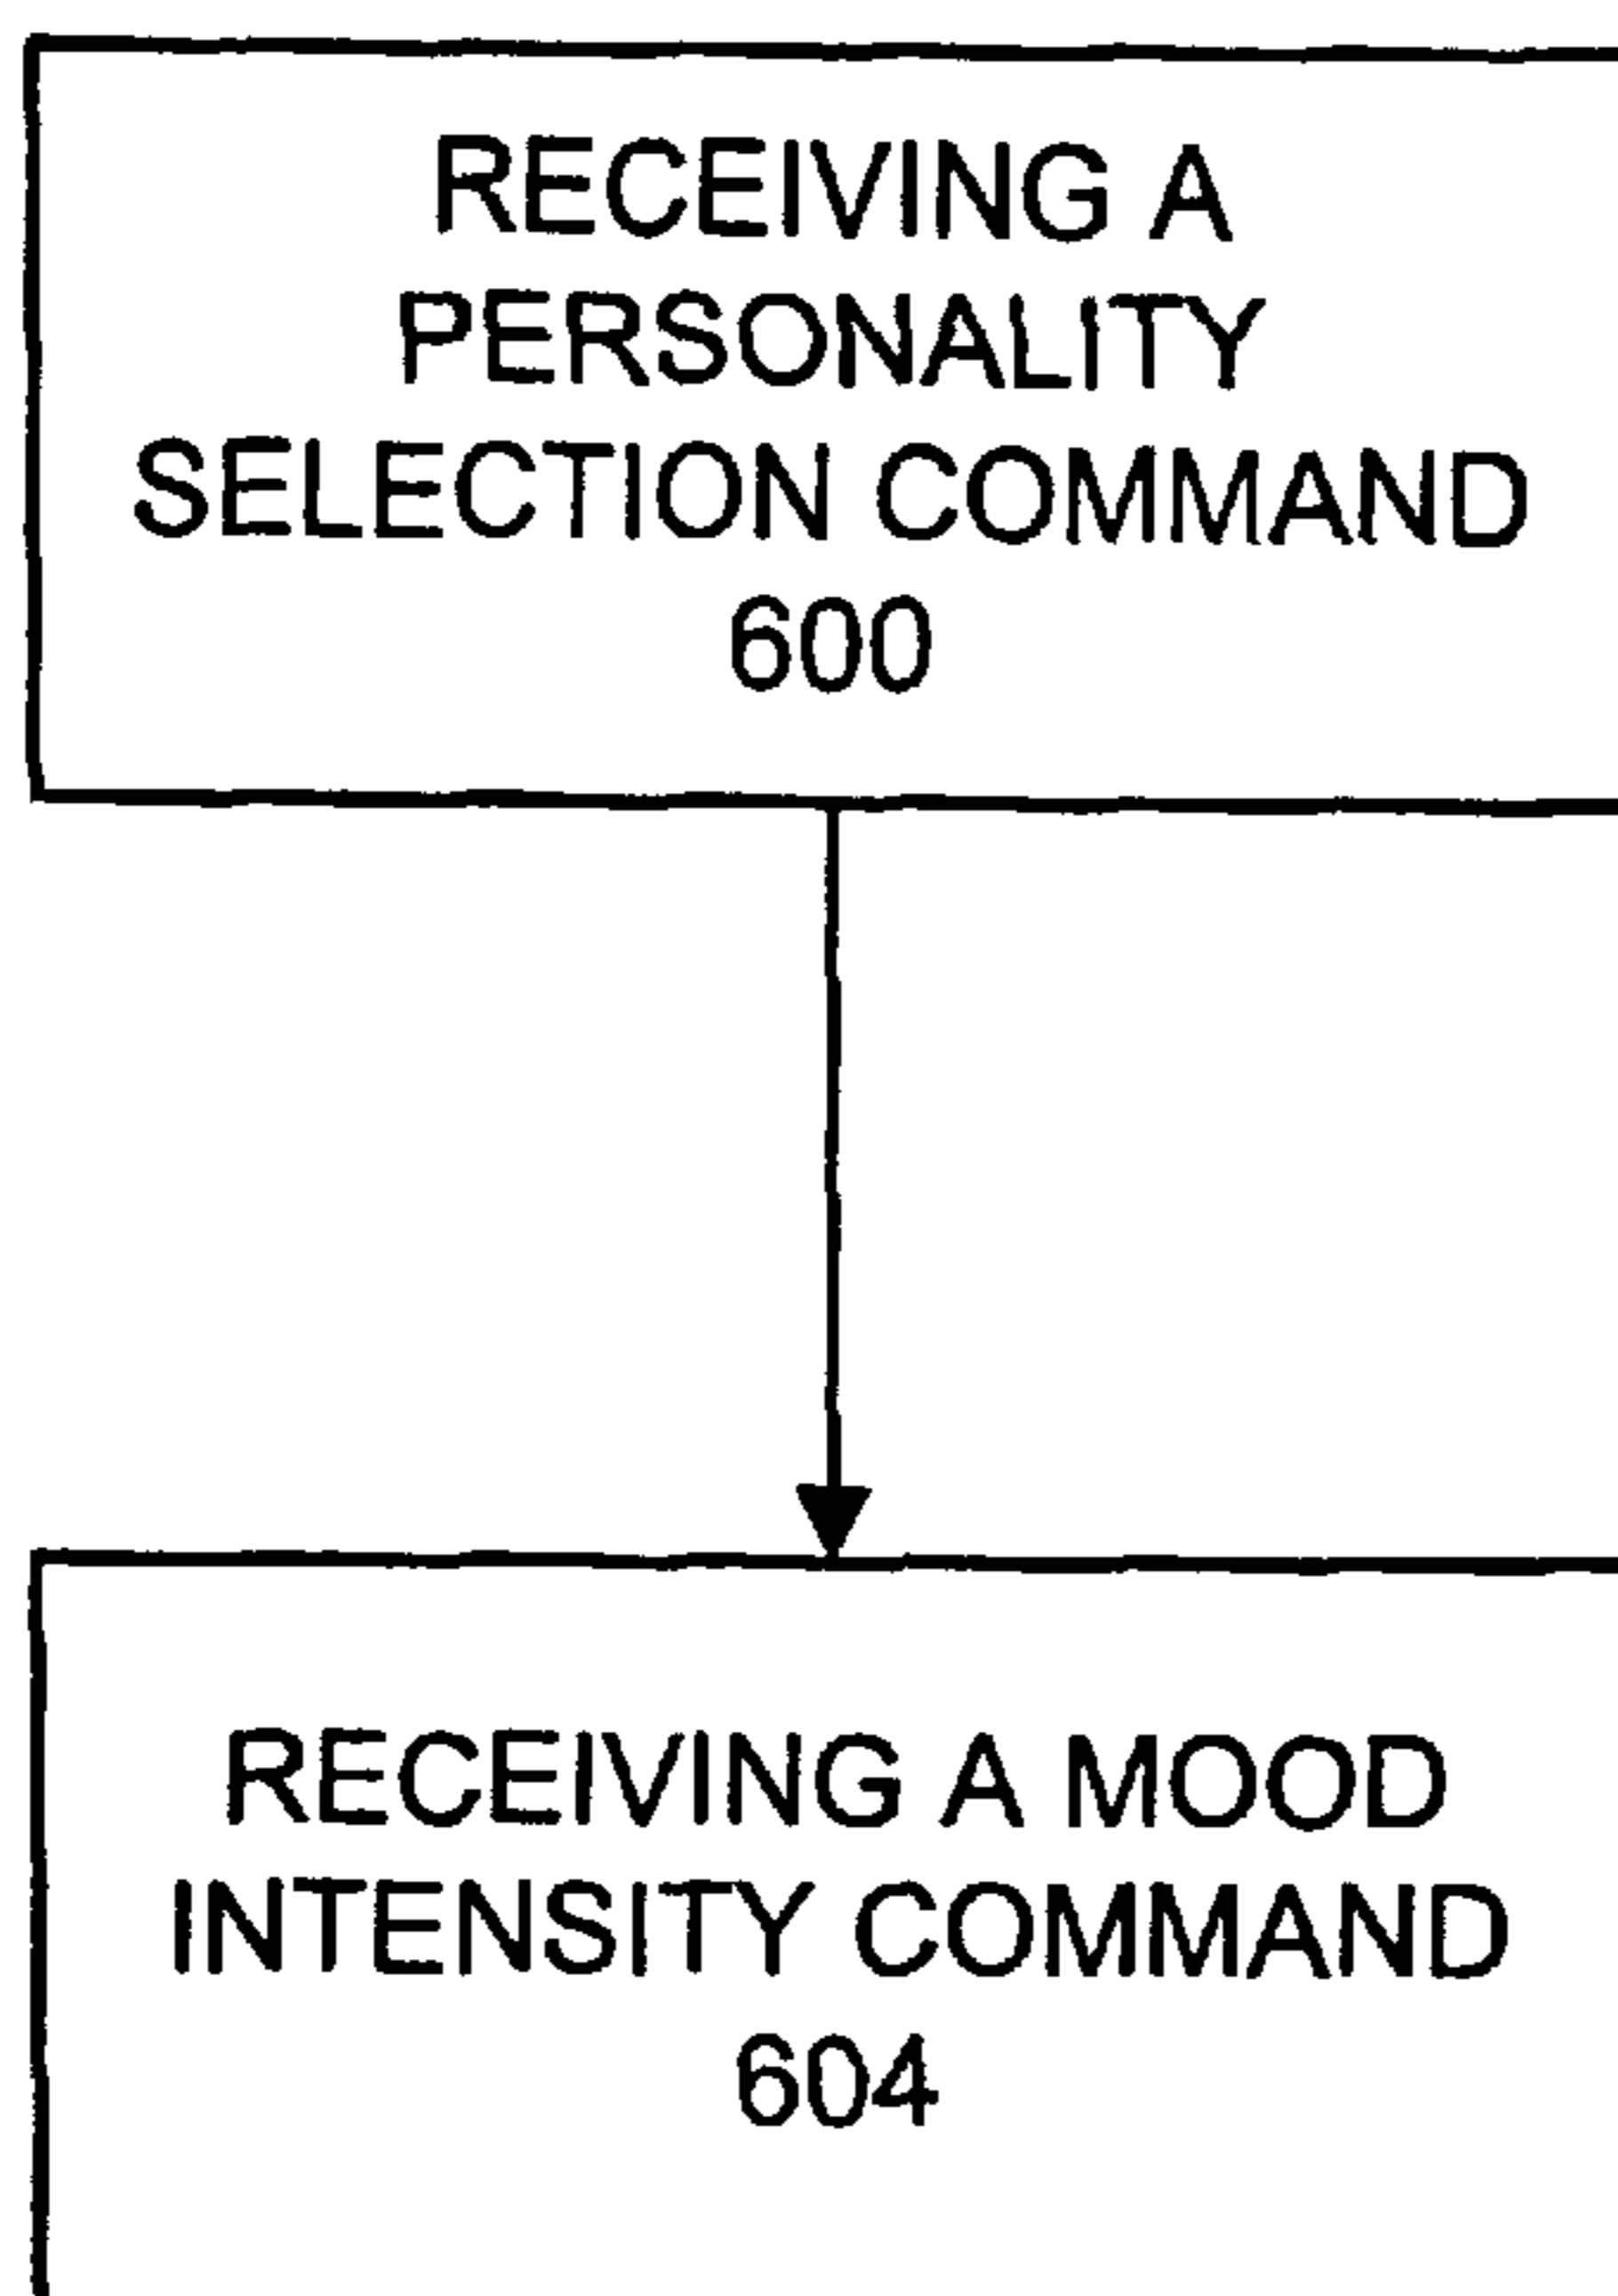 RECEIVING A
PERSONALITY
SELECTION COMMAND
600
RECEIVING A MOOD
INTENSITY COMMAND
604